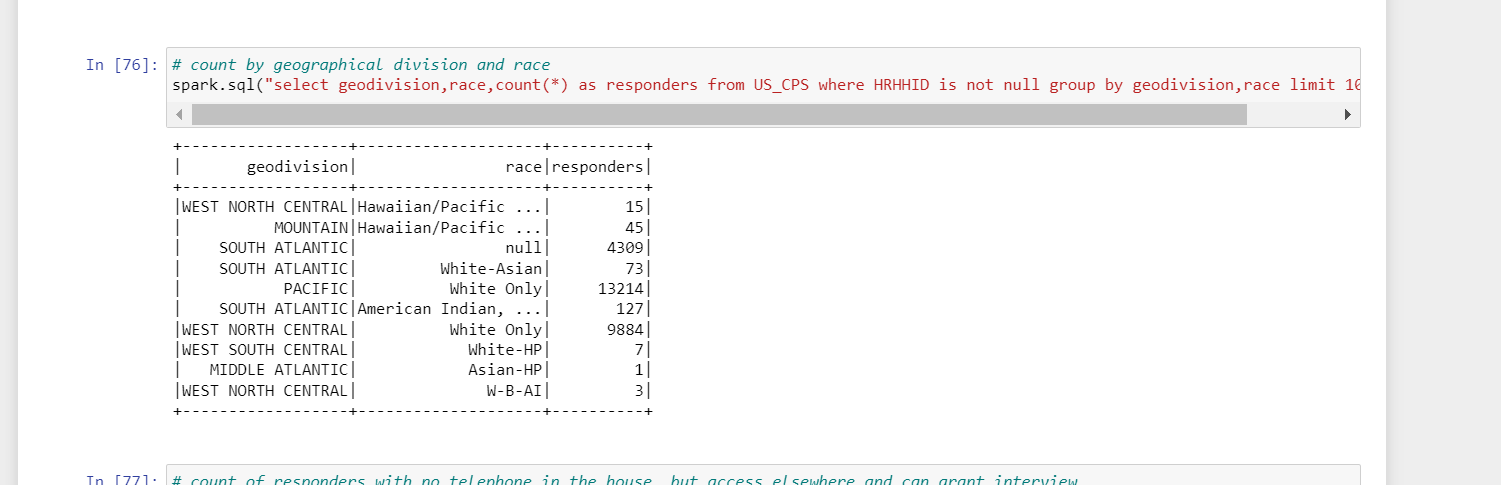 In [76]: # count by geographical division and race
spark.sql("select geodivision,race,count(*) as responders from US_CPS where HRHHID is not null group by geodivision,race limit 10
+------------------+--------------------+----------+
|       geodivision|                race|responders|
+------------------+--------------------+----------+
|WEST NORTH CENTRAL|Hawaiian/Pacific ...|        15|
|          MOUNTAIN|Hawaiian/Pacific ...|        45|
|    SOUTH ATLANTIC|                null|      4309|
|    SOUTH ATLANTIC|         White-Asian|        73|
|           PACIFIC|          White Only|     13214|
|    SOUTH ATLANTIC|American Indian, ...|       127|
|WEST NORTH CENTRAL|          White Only|      9884|
|WEST SOUTH CENTRAL|            White-HP|         7|
|   MIDDLE ATLANTIC|            Asian-HP|         1|
|WEST NORTH CENTRAL|              W-B-AI|         3|
+------------------+--------------------+----------+
In [77]: # count of responders with no telephone in the house, but access elsewhere and can grant interview